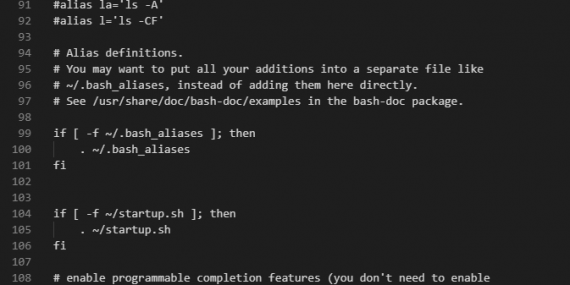 91 #alias la='ls -A'
92 #alias l='ls -CF'
93
94 # Alias definitions.
95 # You may want to put all your additions into a separate file like
96 # ~/.bash_aliases, instead of adding them here directly.
97 # See /usr/share/doc/bash-doc/examples in the bash-doc package.
98
99 if [ -f ~/.bash_aliases ]; then
100     . ~/.bash_aliases
101 fi
102
103
104 if [ -f ~/startup.sh ]; then
105     . ~/startup.sh
106 fi
107
108 # enable programmable completion features (you don't need to enable